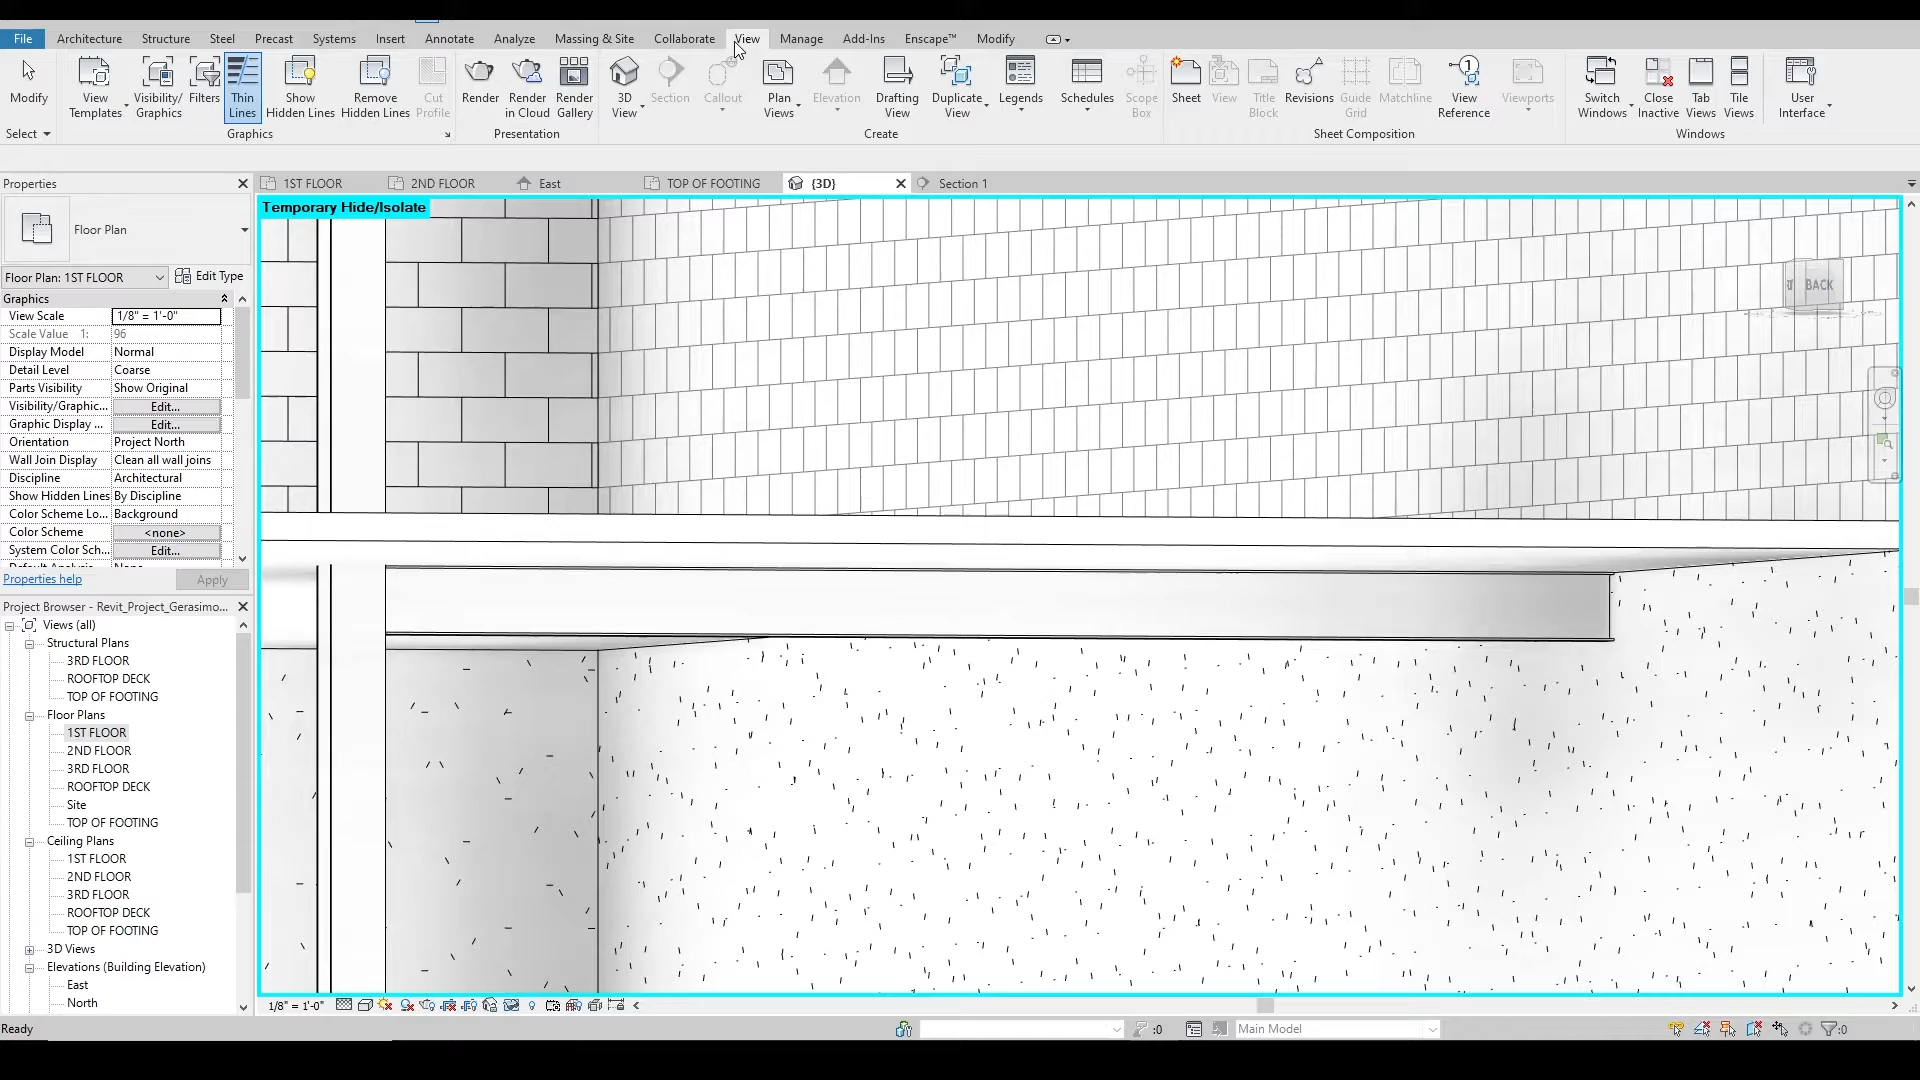 File Architecture Structure Steel Precast Systems Insert Annotate Analyze Massing & Site Collaborate View Manage Add-Ins Enscape™ Modify
Modify
View Templates
Visibility/ Graphics
Filters
Thin Lines
Show Hidden Lines
Remove Hidden Lines
Cut Profile
Render
Render in Cloud
Render Gallery
3D View
Section
Callout
Plan Views
Elevation
Drafting View
Duplicate View
Legends
Schedules
Scope Box
Sheet
View
Title Block
Revisions
Guide Grid
Matchline
View Reference
Viewports
Switch Windows
Close Inactive
Tab Views
Tile Views
User Interface
Select Graphics Presentation Create Sheet Composition Windows
Properties
1ST FLOOR 2ND FLOOR East TOP OF FOOTING {3D} Section 1
Temporary Hide/Isolate
Floor Plan
Floor Plan: 1ST FLOOR Edit Type
Graphics
View Scale 1/8" = 1'-0"
Scale Value 1: 96
Display Model Normal
Detail Level Coarse
Parts Visibility Show Original
Visibility/Graphic... Edit...
Graphic Display ... Edit...
Orientation Project North
Wall Join Display Clean all wall joins
Discipline Architectural
Show Hidden Lines By Discipline
Color Scheme Lo... Background
Color Scheme <none>
System Color Sch... Edit...
Properties help Apply
BACK
Project Browser - Revit_Project_Gerasimo...
Views (all)
Structural Plans
3RD FLOOR
ROOFTOP DECK
TOP OF FOOTING
Floor Plans
1ST FLOOR
2ND FLOOR
3RD FLOOR
ROOFTOP DECK
Site
TOP OF FOOTING
Ceiling Plans
1ST FLOOR
2ND FLOOR
3RD FLOOR
ROOFTOP DECK
TOP OF FOOTING
3D Views
Elevations (Building Elevation)
East
North
1/8" = 1'-0"
Ready :0 Main Model :0